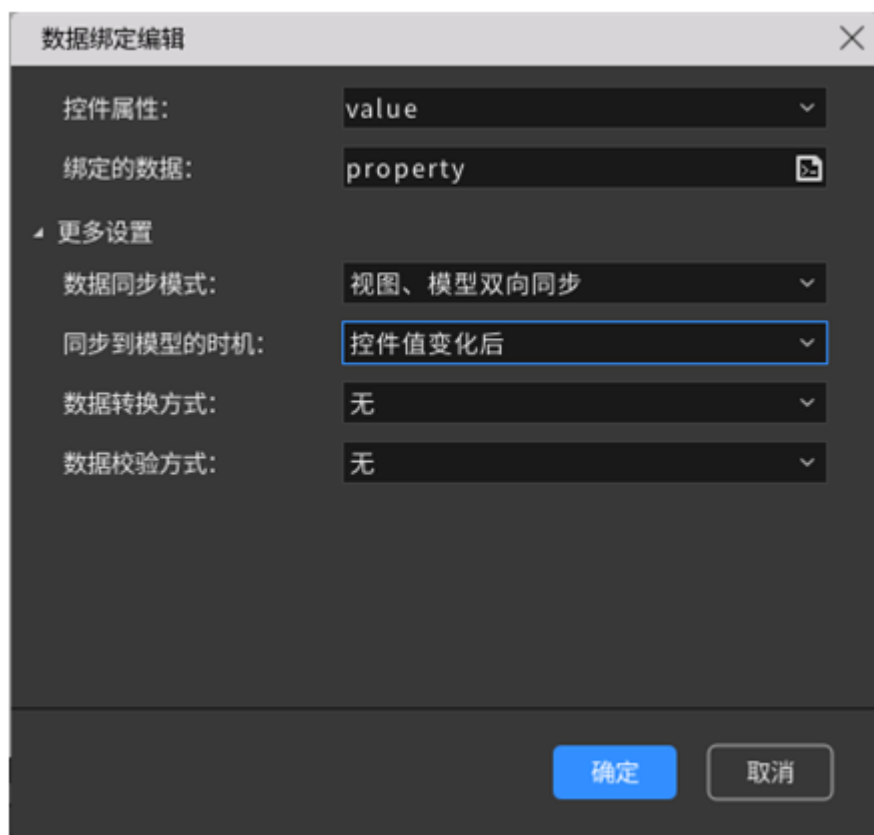 数据绑定编辑
控件属性： value
绑定的数据： property
更多设置
数据同步模式： 视图、模型双向同步
同步到模型的时机： 控件值变化后
数据转换方式： 无
数据校验方式： 无
确定 取消